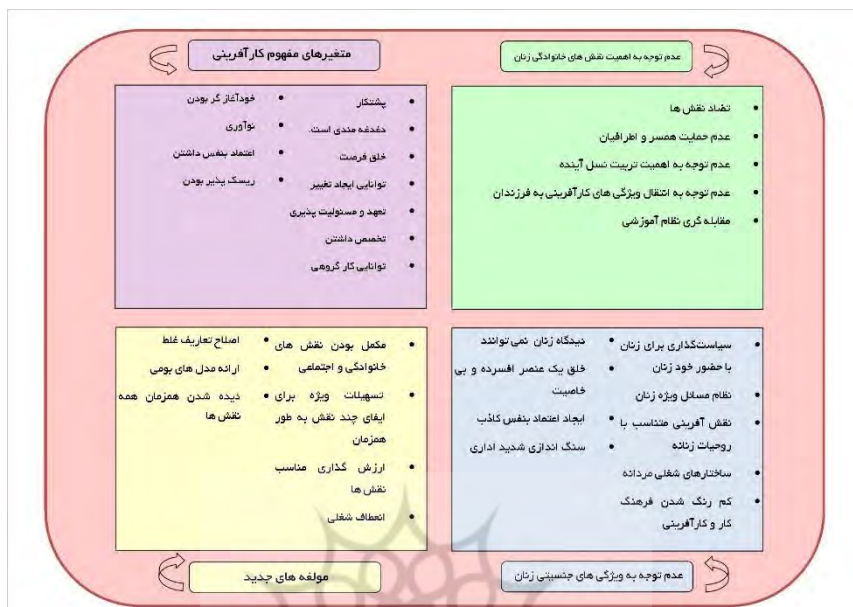 عدم توجه به اهمیت نقش های خانوادگی زنان
تضاد نقش ها
عدم حمایت همسر و اطرافیان
عدم توجه به اهمیت تربیت نسل آینده
عدم توجه به انتقال ویژگی های کارآفرینی به فرزندان
مقابله گری نظام آموزشی
متغیرهای مفهوم کارآفرینی
پشتکار
دغدغه مندی است.
خلق فرصت
توانایی ایجاد تغییر
تعهد و مسئولیت پذیری
تخصص داشتن
توانایی کار گروهی
خودآغاز گر بودن
نوآوری
اعتماد بنفس داشتن
ریسک پذیر بودن
سیاست‌گذاری برای زنان
با حضور خود زنان
نظام مسائل ویژه زنان
نقش آفرینی متناسب با
روحیات زنانه
ساختارهای شغلی مردانه
کم رنگ شدن فرهنگ
کار و کارآفرینی
دیدگاه زنان نمی توانند
خلق یک عنصر افسرده و بی
خاصیت
ایجاد اعتماد بنفس کاذب
سنگ اندازی شدید اداری
عدم توجه به ویژگی های جنسیتی زنان
مکمل بودن نقش های
خانوادگی و اجتماعی
تسهیلات ویژه برای
ایفای چند نقش به طور
همزمان
ارزش گذاری مناسب
نقش ها
انعطاف شغلی
اصلاح تعاریف غلط
ارائه مدل های بومی
دیده شدن همزمان همه
نقش ها
مولفه های جدید